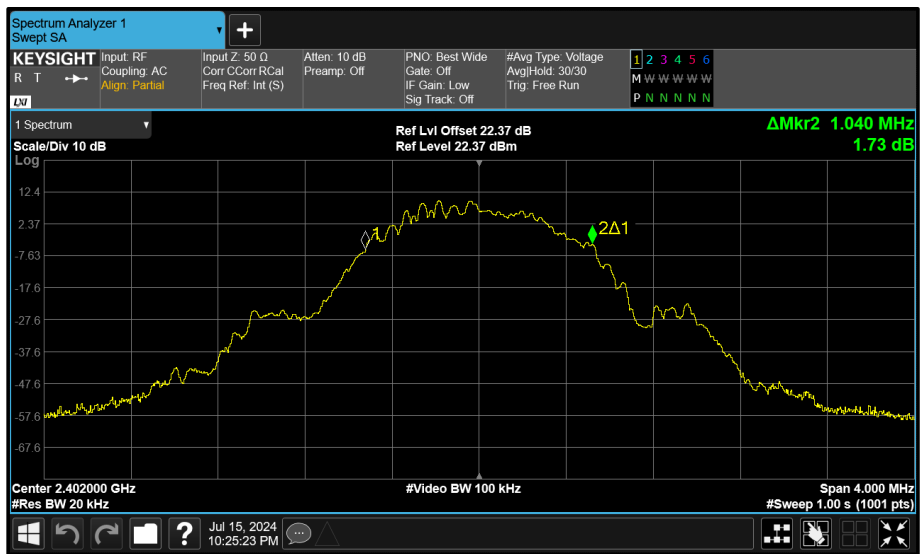 Spectrum Analyzer 1
Swept SA
KEYSIGHT
R T
LXI
Input: RF
Coupling: AC
Align: Partial
Input Z: 50 Ω
Corr CCorr RCal
Freq Ref: Int (S)
Atten: 10 dB
Preamp: Off
PNO: Best Wide
Gate: Off
IF Gain: Low
Sig Track: Off
#Avg Type: Voltage
Avg|Hold: 30/30
Trig: Free Run
1 2 3 4 5 6
M W W W W W
P N N N N N
1 Spectrum
Scale/Div 10 dB
Ref Lvl Offset 22.37 dB
Ref Level 22.37 dBm
ΔMkr2 1.040 MHz
1.73 dB
Log
12.4
2.37
-7.63
-17.6
-27.6
-37.6
-47.6
-57.6
-67.6
1
2Δ1
Center 2.402000 GHz
#Res BW 20 kHz
#Video BW 100 kHz
Span 4.000 MHz
#Sweep 1.00 s (1001 pts)
?
Jul 15, 2024
10:25:23 PM